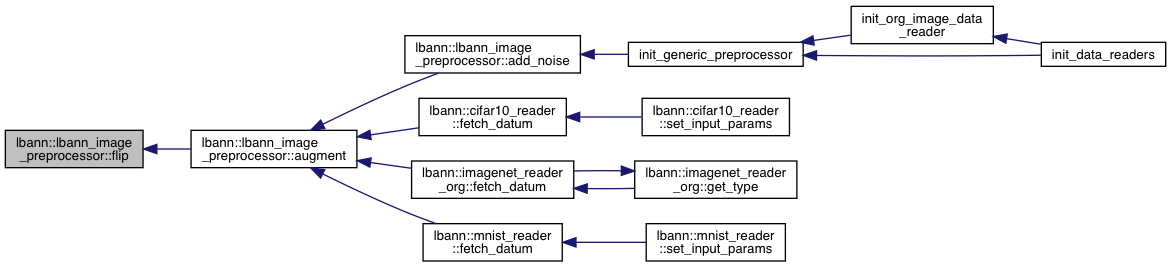 lbann::lbann_image
_preprocessor::flip
lbann::lbann_image
_preprocessor::augment
lbann::lbann_image
_preprocessor::add_noise
init_generic_preprocessor
init_org_image_data
_reader
init_data_readers
lbann::cifar10_reader
::fetch_datum
lbann::cifar10_reader
::set_input_params
lbann::imagenet_reader
_org::fetch_datum
lbann::imagenet_reader
_org::get_type
lbann::mnist_reader
::fetch_datum
lbann::mnist_reader
::set_input_params